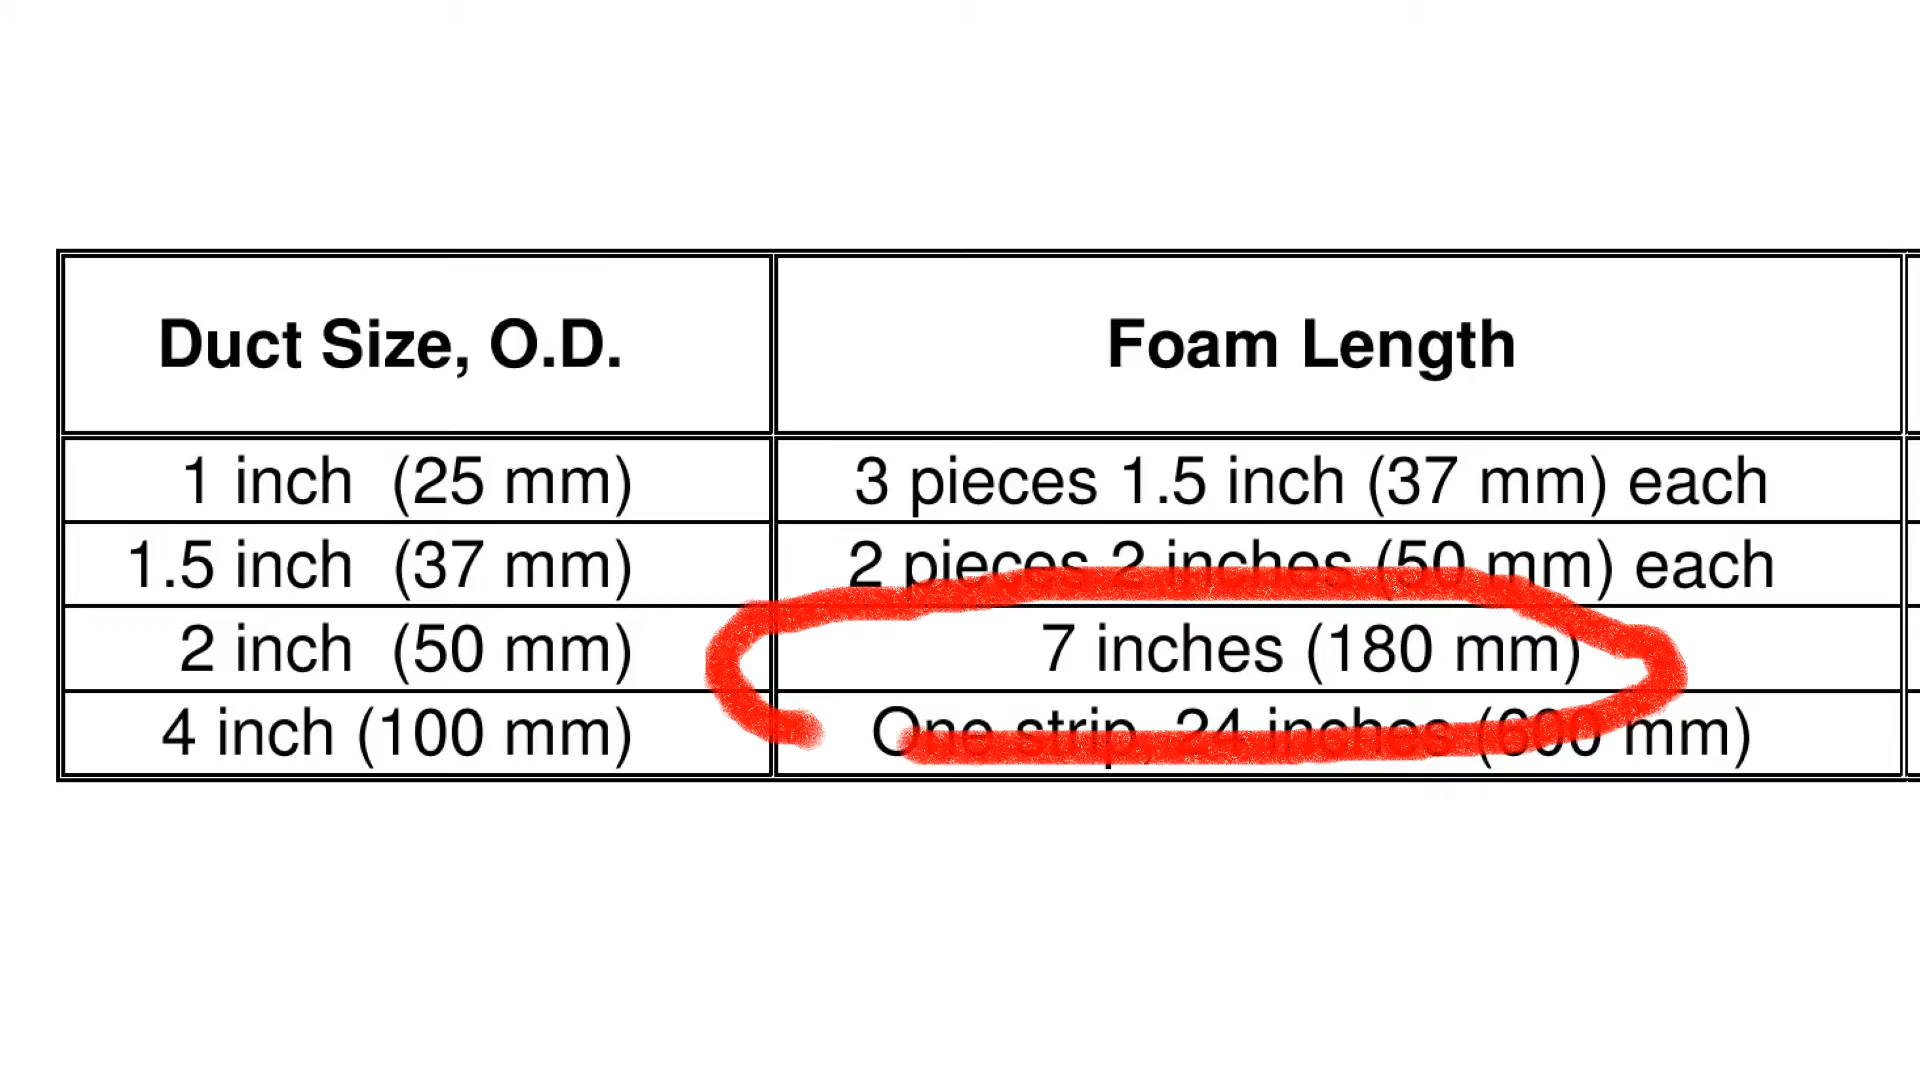 Duct Size, O.D. Foam Length
1 inch (25 mm) 3 pieces 1.5 inch (37 mm) each
1.5 inch (37 mm) 2 pieces 2 inches (50 mm) each
2 inch (50 mm) 7 inches (180 mm)
4 inch (100 mm) One strip, 24 inches (600 mm)